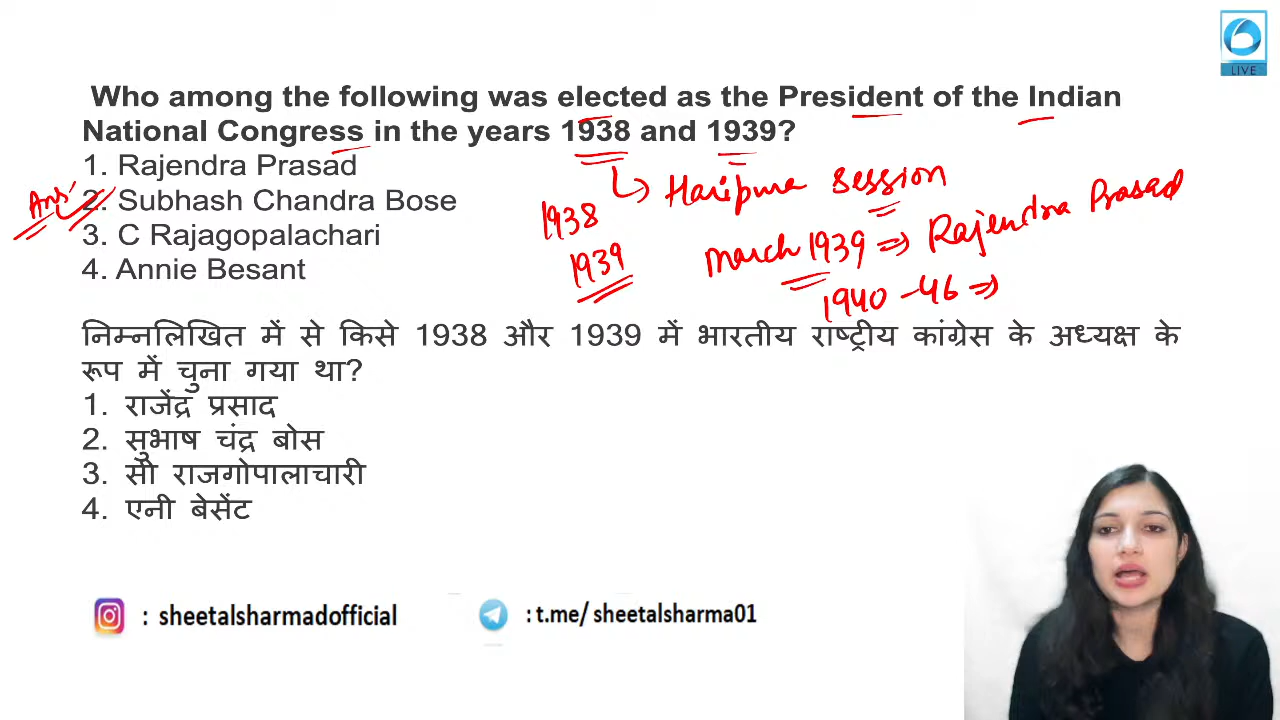 LIVE
Who among the following was elected as the President of the Indian
National Congress in the years 1938 and 1939?
1. Rajendra Prasad
2. Subhash Chandra Bose
3. C Rajagopalachari
4. Annie Besant
Ans:
1938
1939
Haripura session
March 1939 => Rajendra Prasad
1940 -46 =>
निम्नलिखित में से किसे 1938 और 1939 में भारतीय राष्ट्रीय कांग्रेस के अध्यक्ष के
रूप में चुना गया था?
1. राजेंद्र प्रसाद
2. सुभाष चंद्र बोस
3. सी राजगोपालाचारी
4. एनी बेसेंट
: sheetalsharmadofficial
: t.me/ sheetalsharma01